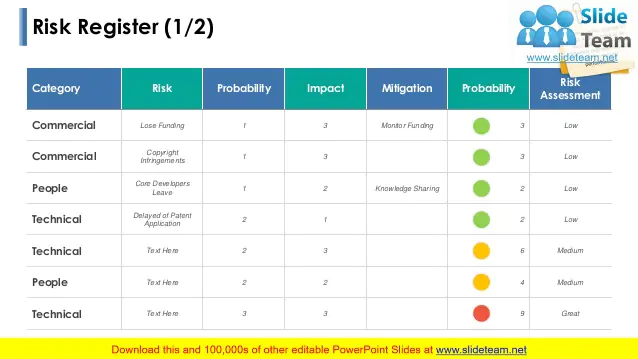 Risk Register (1/2)
Slide
Team
www.slideteam.net
Category Risk Probability Impact Mitigation Probability Risk
Assessment
Commercial Lose Funding 1 3 Monitor Funding 3 Low
Commercial Copyright
Infringements 1 3 3 Low
People Core Developers
Leave 1 2 Knowledge Sharing 2 Low
Technical Delayed of Patent
Application 2 1 2 Low
Technical Text Here 2 3 6 Medium
People Text Here 2 2 4 Medium
Technical Text Here 3 3 9 Great
Download this and 100,000s of other editable PowerPoint Slides at www.slideteam.net